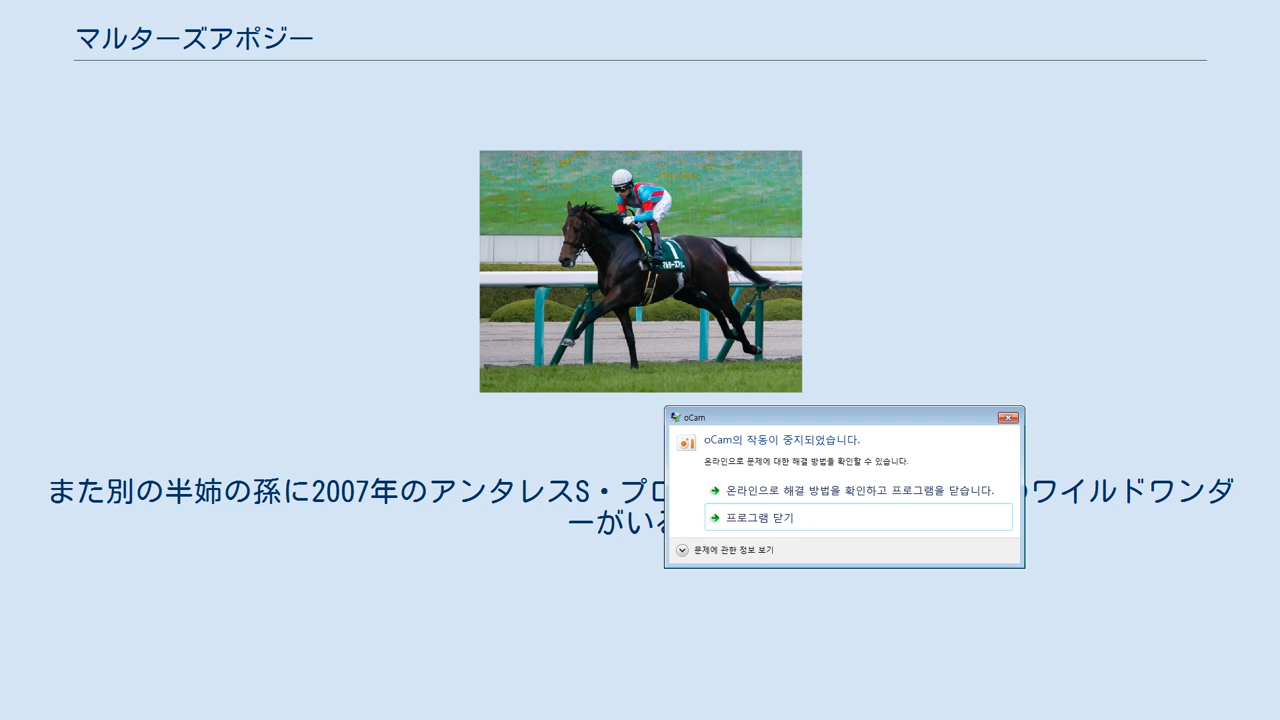 マルターズアポジー
1
oCam
oCam의 작동이 중지되었습니다.
온라인으로 문제에 대한 해결 방법을 확인할 수 있습니다.
온라인으로 해결 방법을 확인하고 프로그램을 닫습니다.
프로그램 닫기
문제에 관한 정보 보기
また別の半姉の孫に2007年のアンタレスS・プロ のワイルドワンダ
ーがいる